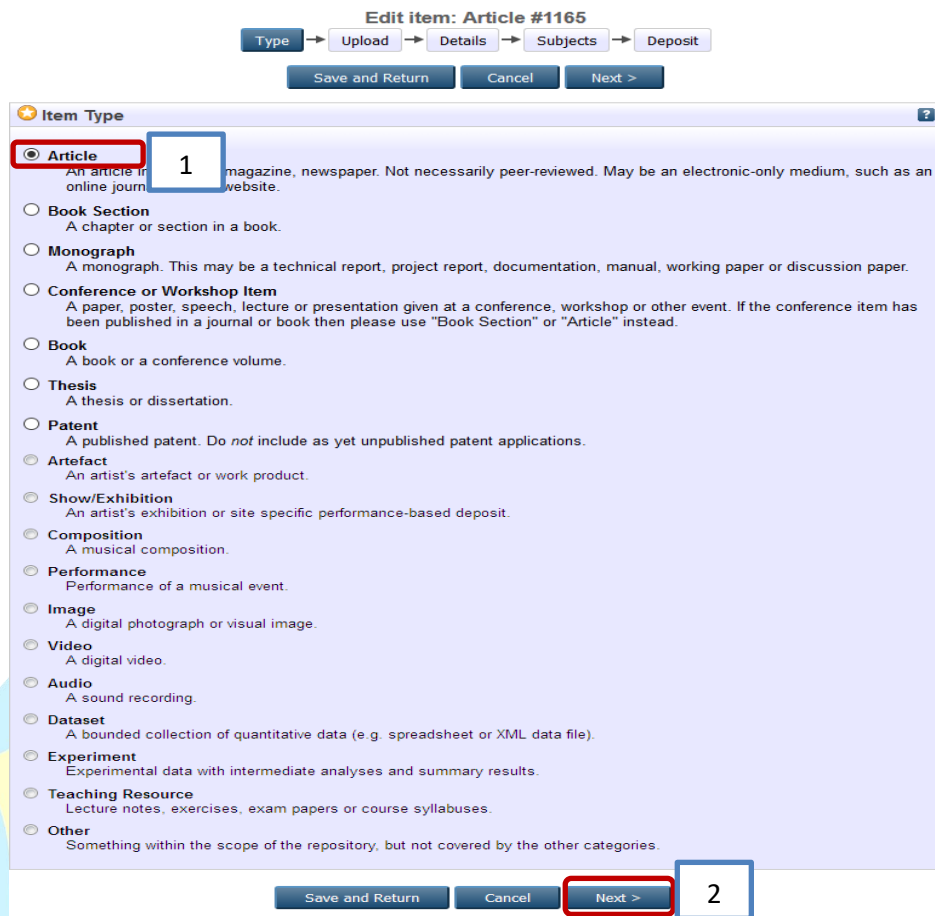 Edit item: Article #1165
Type → Upload → Details → Subjects → Deposit
Save and Return Cancel Next >
Item Type ?
Article 1
An article in magazine, newspaper. Not necessarily peer-reviewed. May be an electronic-only medium, such as an
online journ website.
Book Section
A chapter or section in a book.
Monograph
A monograph. This may be a technical report, project report, documentation, manual, working paper or discussion paper.
Conference or Workshop Item
A paper, poster, speech, lecture or presentation given at a conference, workshop or other event. If the conference item has
been published in a journal or book then please use "Book Section" or "Article" instead.
Book
A book or a conference volume.
Thesis
A thesis or dissertation.
Patent
A published patent. Do not include as yet unpublished patent applications.
Artefact
An artist's artefact or work product.
Show/Exhibition
An artist's exhibition or site specific performance-based deposit.
Composition
A musical composition.
Performance
Performance of a musical event.
Image
A digital photograph or visual image.
Video
A digital video.
Audio
A sound recording.
Dataset
A bounded collection of quantitative data (e.g. spreadsheet or XML data file).
Experiment
Experimental data with intermediate analyses and summary results.
Teaching Resource
Lecture notes, exercises, exam papers or course syllabuses.
Other
Something within the scope of the repository, but not covered by the other categories.
Save and Return Cancel Next > 2